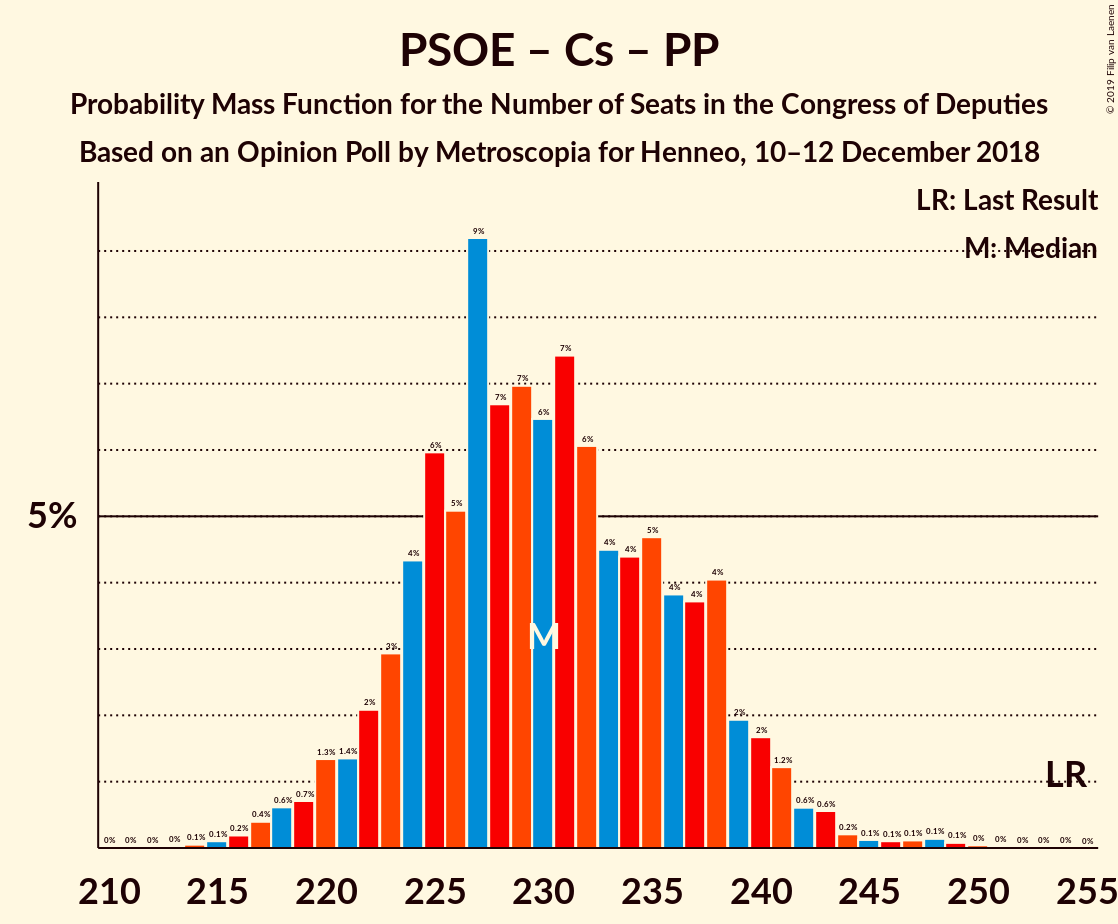 PSOE – Cs – PP
Probability Mass Function for the Number of Seats in the Congress of Deputies
Based on an Opinion Poll by Metroscopia for Henneo, 10–12 December 2018
© 2019 Filip van Laenen
LR: Last Result
M: Median
5%
0% 0% 0% 0% 0.1% 0.1% 0.2% 0.4% 0.6% 0.7% 1.3% 1.4% 2% 3% 4% 6% 5% 9% 7% 7% 6% 7% 6% 4% 4% 5% 4% 4% 4% 2% 2% 1.2% 0.6% 0.6% 0.2% 0.1% 0.1% 0.1% 0.1% 0.1% 0% 0% 0% 0% 0% 0%
M
LR
210 215 220 225 230 235 240 245 250 255